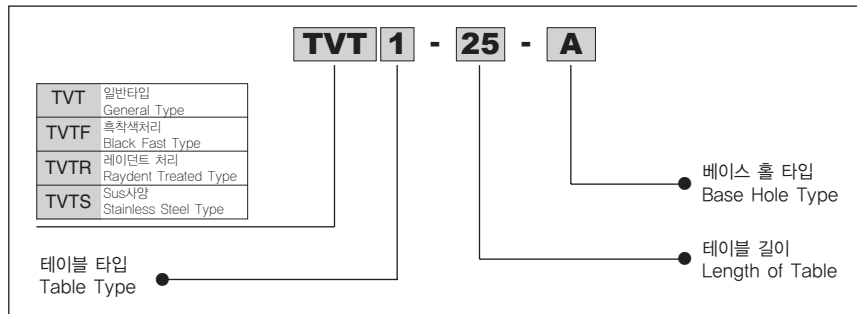 TVT 1 - 25 - A
TVT 일반타입
General Type
TVTF 흑착색처리
Black Fast Type
TVTR 레이던트 처리
Raydent Treated Type
TVTS Sus사양
Stainless Steel Type
테이블 타입
Table Type
베이스 홀 타입
Base Hole Type
테이블 길이
Length of Table